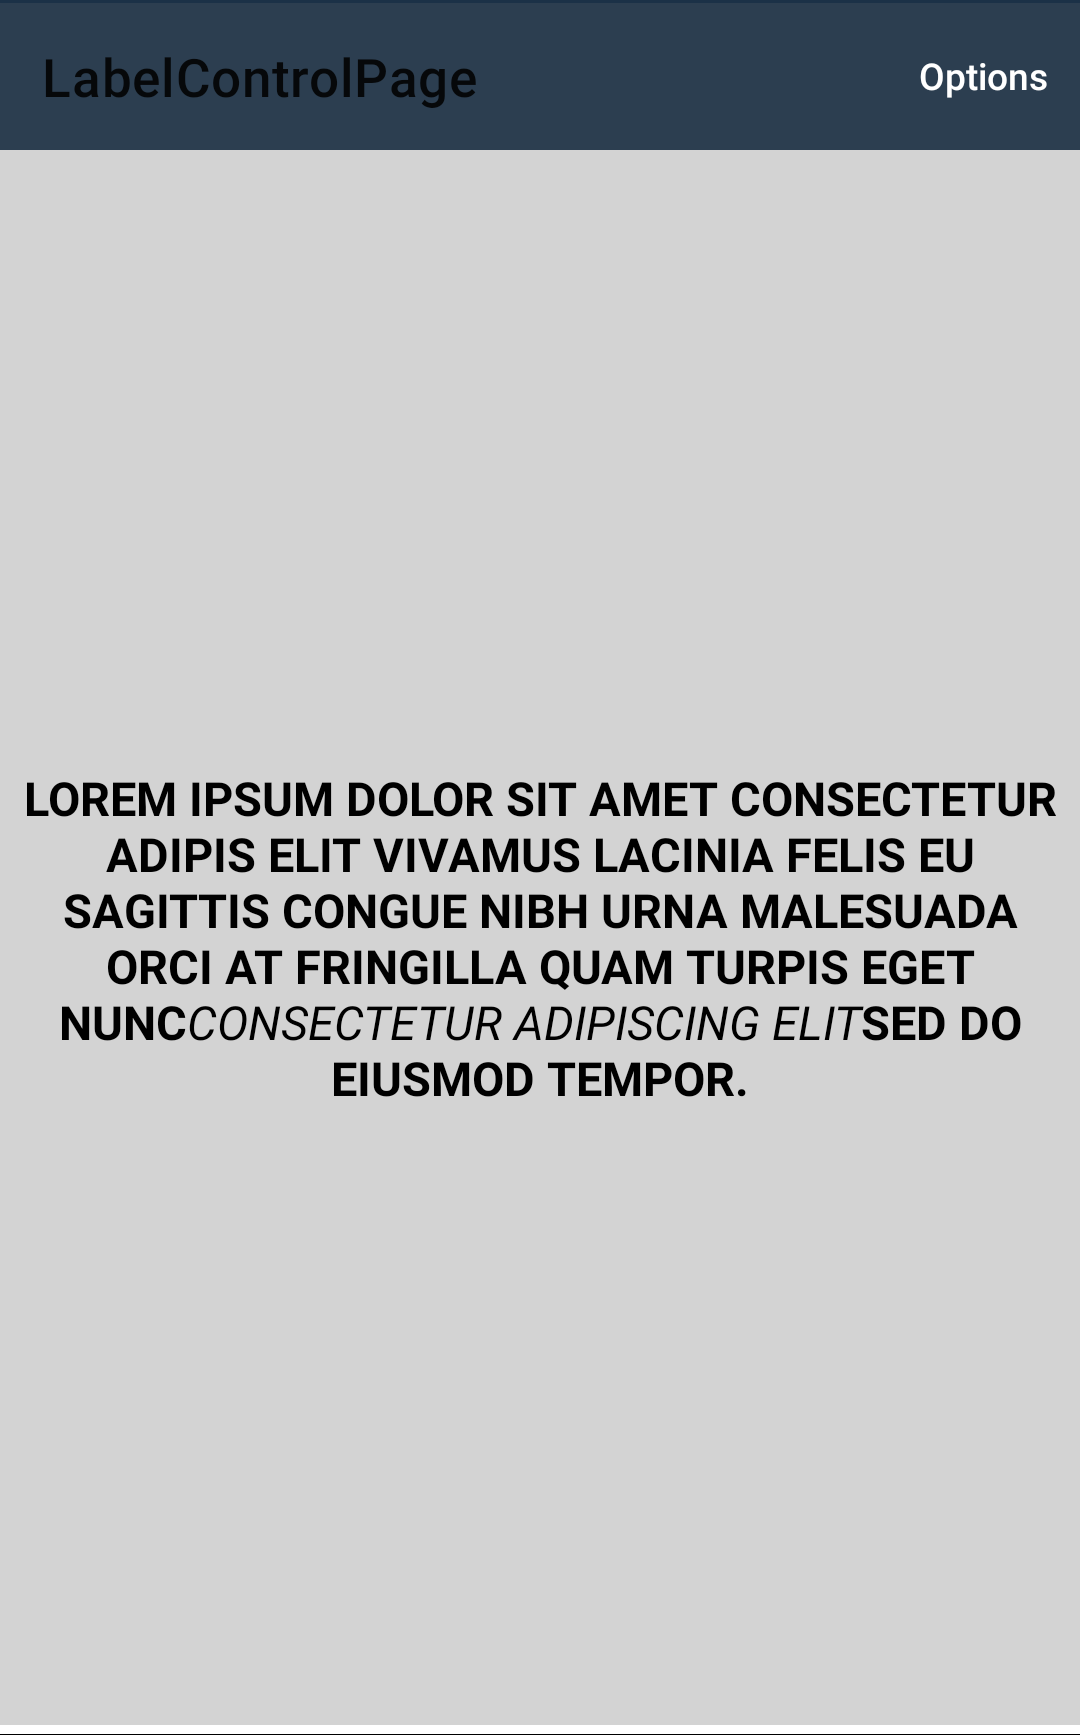 LabelControlPage
Options
LOREM IPSUM DOLOR SIT AMET CONSECTETUR
ADIPIS ELIT VIVAMUS LACINIA FELIS EU
SAGITTIS CONGUE NIBH URNA MALESUADA
ORCI AT FRINGILLA QUAM TURPIS EGET
NUNCCONSECTETUR ADIPISCING ELITSED DO
EIUSMOD TEMPOR.